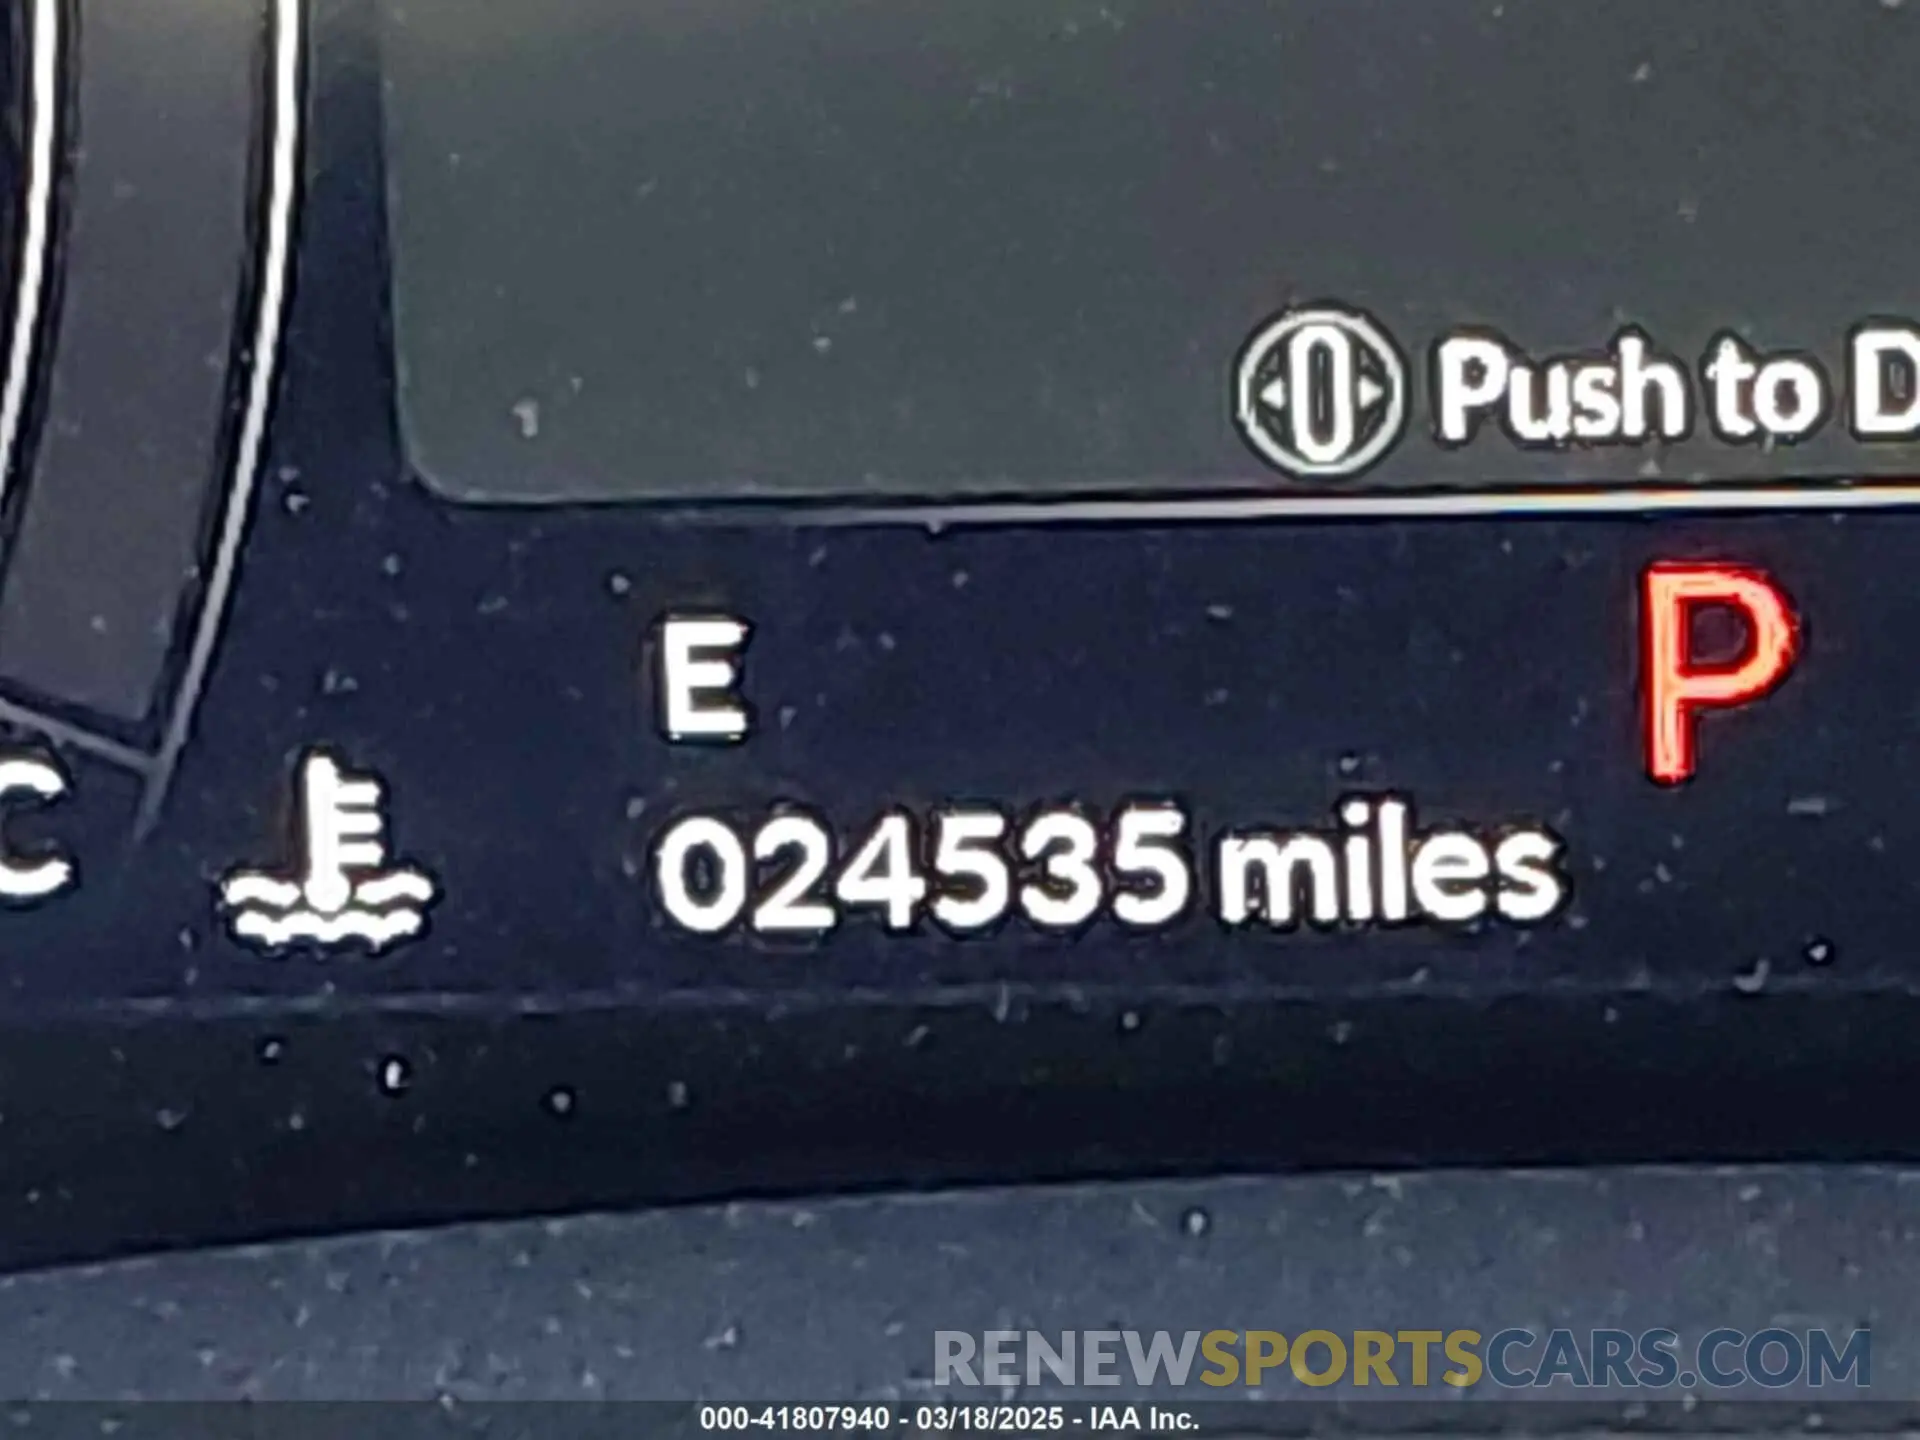 Push to D
E
P
C
024535 miles
RENEWSPORTSCARS.COM
000-41807940 - 03/18/2025 - IAA Inc.